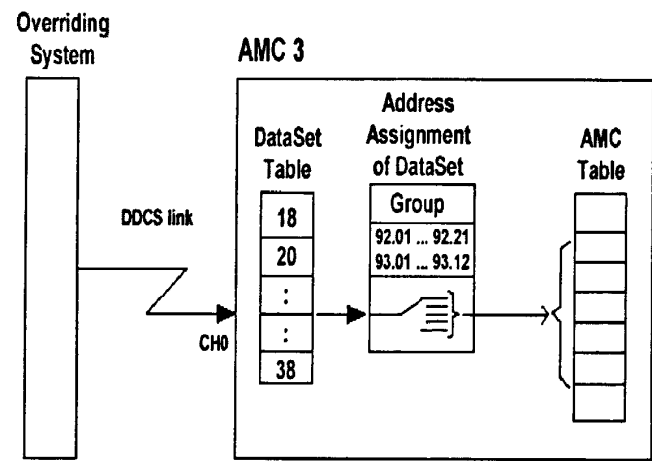 Overriding
System
AMC 3
DataSet
Table
Address
Assignment
of DataSet
AMC
Table
DDCS link
CH0
18
20
:
:
38
Group
92.01 ... 92.21
93.01 ... 93.12